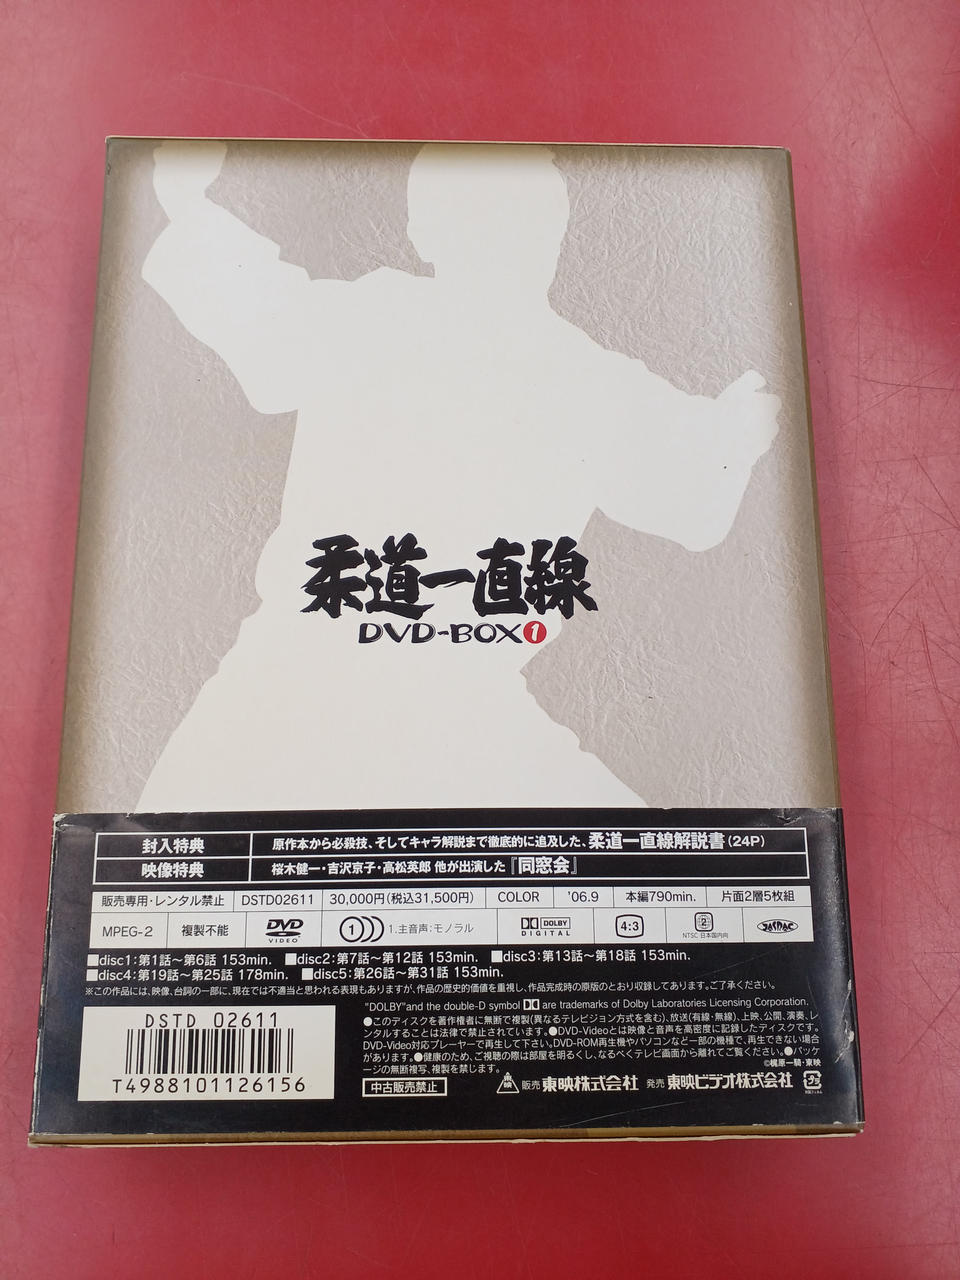 柔道一直線
DVD-BOX1
封入特典 原作本から必殺技、そしてキャラ解説まで徹底的に追及した、柔道一直線解説書(24P)
映像特典 桜木健一・吉沢京子・高松英郎 他が出演した『同窓会』
販売専用・レンタル禁止 DSTD02611 30,000円(税込31,500円) COLOR '06.9 本編790min. 片面2層5枚組
MPEG-2 複製不能 DVD VIDEO 1 1.主音声:モノラル DOLBY DIGITAL 4:3 2 NTSC 日本国内向 JASRAC
■disc1:第1話～第6話 153min. ■disc2:第7話～第12話 153min. ■disc3:第13話～第18話 153min.
■disc4:第19話～第25話 178min. ■disc5:第26話～第31話 153min.
※この作品には、映像、台詞の一部に、現在では不適当と思われる表現もありますが、作品の歴史的価値を重視し、作品完成時の原版のとおり収録してあります。ご了承ください。
"DOLBY"and the double-D symbol are trademarks of Dolby Laboratories Licensing Corporation.
●このディスクを著作権者に無断で複製(異なるテレビジョン方式を含む)、放送(有線・無線)、上映、公開、演奏、レ
ンタルすることは法律で禁止されています。●DVD-Videoとは映像と音声を高密度に記録したディスクです。
DVD-Video対応プレーヤーで再生して下さい。DVD-ROM再生機やパソコンなど一部の機種で、再生できない場合
があります。●健康のため、ご視聴の際は部屋を明るくし、なるべくテレビ画面から離れてご覧ください。●パッケ
ージの無断複写、複製を禁じます。 ©梶原一騎・東映
中古販売禁止 東映 販売 東映株式会社 発売 東映ビデオ株式会社
DSTD 02611
T4988101126156